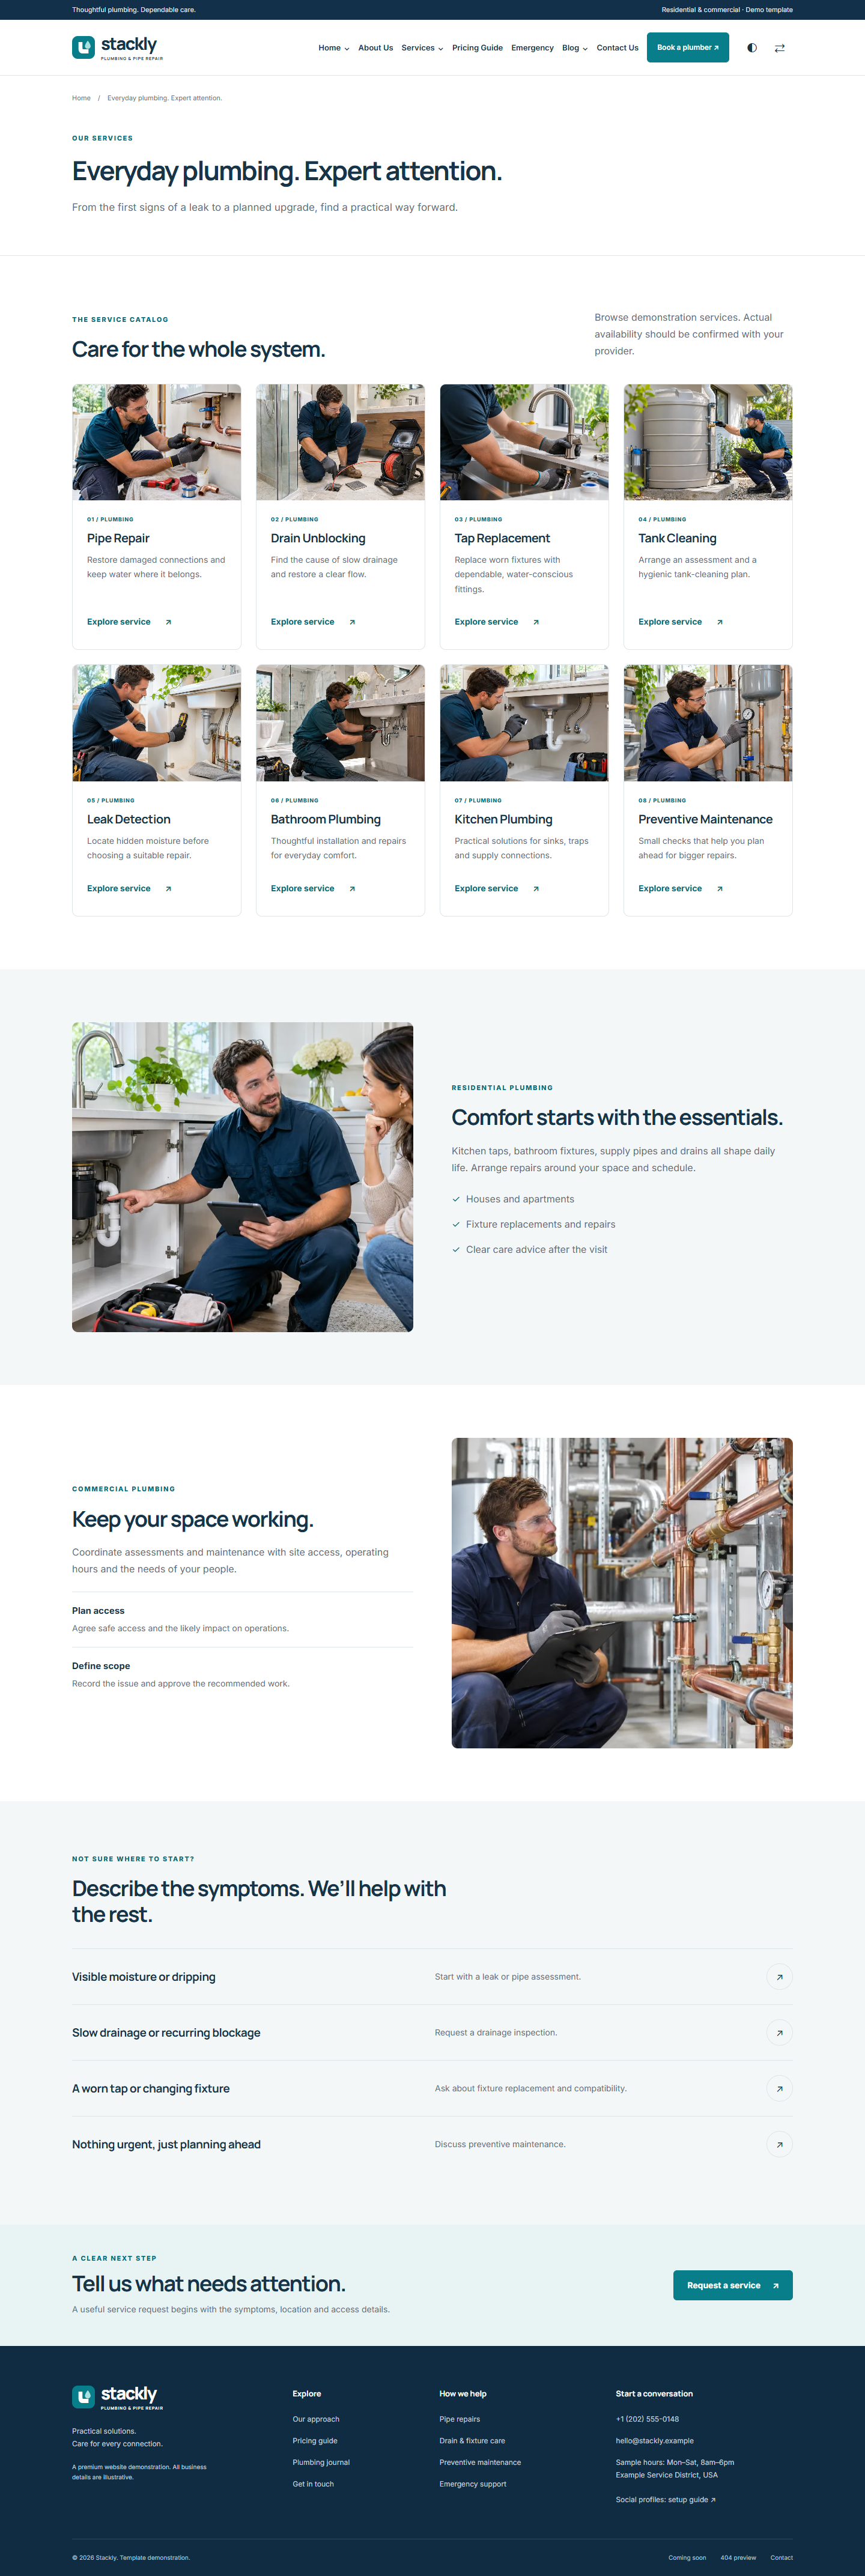 Thoughtful plumbing. Dependable care.
Residential & commercial · Demo template
stackly
PLUMBING & PIPE REPAIR
Home
About Us
Services
Pricing Guide
Emergency
Blog
Contact Us
Book a plumber ↗
Home / Everyday plumbing. Expert attention.
OUR SERVICES
Everyday plumbing. Expert attention.
From the first signs of a leak to a planned upgrade, find a practical way forward.
THE SERVICE CATALOG
Care for the whole system.
Browse demonstration services. Actual
availability should be confirmed with your
provider.
01 / PLUMBING
Pipe Repair
Restore damaged connections and
keep water where it belongs.
Explore service ↗
02 / PLUMBING
Drain Unblocking
Find the cause of slow drainage
and restore a clear flow.
Explore service ↗
03 / PLUMBING
Tap Replacement
Replace worn fixtures with
dependable, water-conscious
fittings.
Explore service ↗
04 / PLUMBING
Tank Cleaning
Arrange an assessment and a
hygienic tank-cleaning plan.
Explore service ↗
05 / PLUMBING
Leak Detection
Locate hidden moisture before
choosing a suitable repair.
Explore service ↗
06 / PLUMBING
Bathroom Plumbing
Thoughtful installation and repairs
for everyday comfort.
Explore service ↗
07 / PLUMBING
Kitchen Plumbing
Practical solutions for sinks, traps
and supply connections.
Explore service ↗
08 / PLUMBING
Preventive Maintenance
Small checks that help you plan
ahead for bigger repairs.
Explore service ↗
RESIDENTIAL PLUMBING
Comfort starts with the essentials.
Kitchen taps, bathroom fixtures, supply pipes and drains all shape daily
life. Arrange repairs around your space and schedule.
✓ Houses and apartments
✓ Fixture replacements and repairs
✓ Clear care advice after the visit
COMMERCIAL PLUMBING
Keep your space working.
Coordinate assessments and maintenance with site access, operating
hours and the needs of your people.
Plan access
Agree safe access and the likely impact on operations.
Define scope
Record the issue and approve the recommended work.
NOT SURE WHERE TO START?
Describe the symptoms. We’ll help with
the rest.
Visible moisture or dripping
Start with a leak or pipe assessment.
Slow drainage or recurring blockage
Request a drainage inspection.
A worn tap or changing fixture
Ask about fixture replacement and compatibility.
Nothing urgent, just planning ahead
Discuss preventive maintenance.
A CLEAR NEXT STEP
Tell us what needs attention.
A useful service request begins with the symptoms, location and access details.
Request a service ↗
stackly
PLUMBING & PIPE REPAIR
Practical solutions.
Care for every connection.
A premium website demonstration. All business
details are illustrative.
Explore
Our approach
Pricing guide
Plumbing journal
Get in touch
How we help
Pipe repairs
Drain & fixture care
Preventive maintenance
Emergency support
Start a conversation
+1 (202) 555-0148
hello@stackly.example
Sample hours: Mon–Sat, 8am–6pm
Example Service District, USA
Social profiles: setup guide ↗
© 2026 Stackly. Template demonstration.
Coming soon
404 preview
Contact